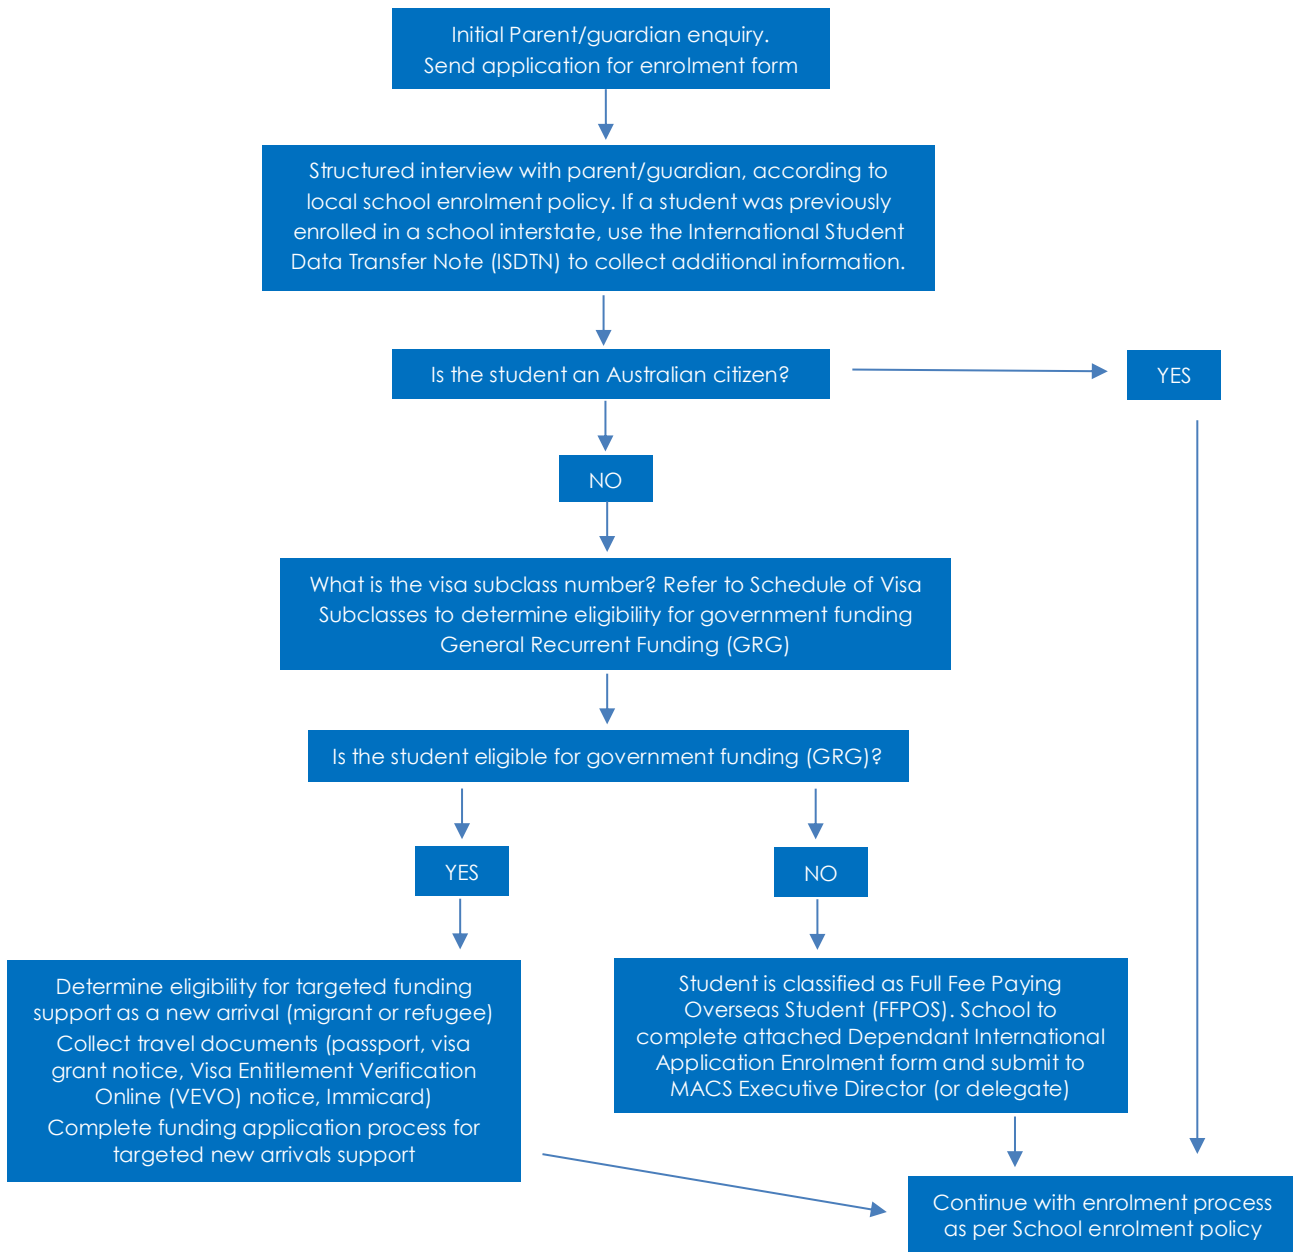 Initial Parent/guardian enquiry.
Send application for enrolment form
Structured interview with parent/guardian, according to
local school enrolment policy. If a student was previously
enrolled in a school interstate, use the International Student
Data Transfer Note (ISDTN) to collect additional information.
Is the student an Australian citizen?
YES
NO
What is the visa subclass number? Refer to Schedule of Visa
Subclasses to determine eligibility for government funding
General Recurrent Funding (GRG)
Is the student eligible for government funding (GRG)?
YES
NO
Determine eligibility for targeted funding
support as a new arrival (migrant or refugee)
Collect travel documents (passport, visa
grant notice, Visa Entitlement Verification
Online (VEVO) notice, Immicard)
Complete funding application process for
targeted new arrivals support
Student is classified as Full Fee Paying
Overseas Student (FFPOS). School to
complete attached Dependant International
Application Enrolment form and submit to
MACS Executive Director (or delegate)
Continue with enrolment process
as per School enrolment policy